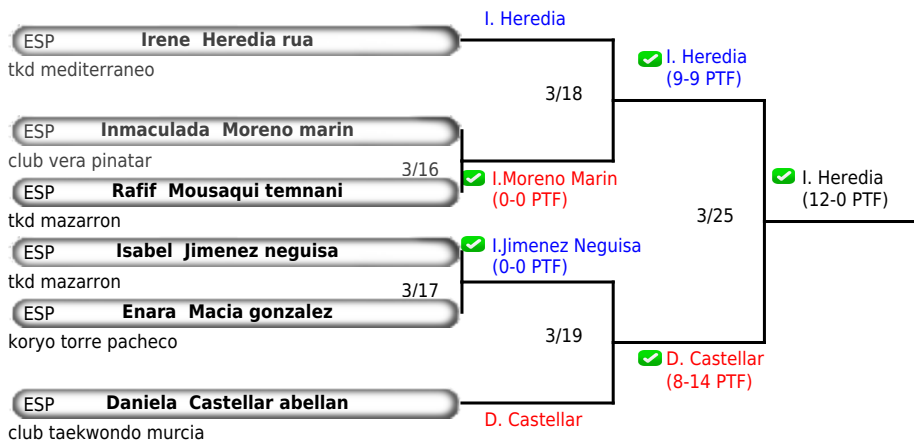 I. Heredia
ESP Irene Heredia rua
tkd mediterraneo
I. Heredia
(9-9 PTF)
3/18
ESP Inmaculada Moreno marin
club vera pinatar
3/16
I.Moreno Marin
(0-0 PTF)
ESP Rafif Mousaqui temnani
tkd mazarron
I. Heredia
(12-0 PTF)
3/25
ESP Isabel Jimenez neguisa
tkd mazarron
I.Jimenez Neguisa
(0-0 PTF)
3/17
ESP Enara Macia gonzalez
koryo torre pacheco
3/19
D. Castellar
(8-14 PTF)
ESP Daniela Castellar abellan
club taekwondo murcia
D. Castellar